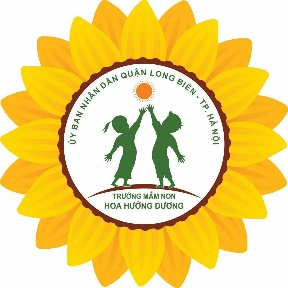 ỦY BAN NHÂN DÂN QUẬN LONG BIÊN - TP. HÀ NỘI
TRƯỜNG MẦM NON
HOA HƯỚNG DƯƠNG